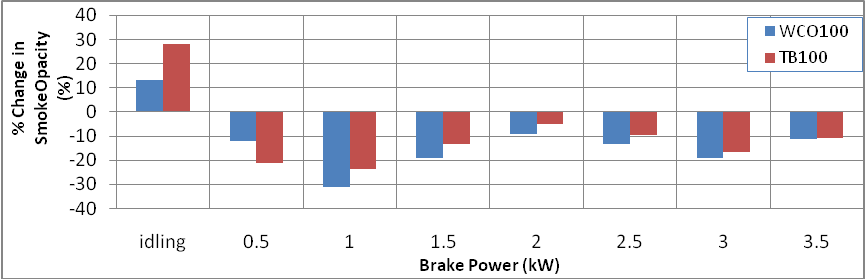 % Change in
SmokeOpacity
(%)
40
30
20
10
0
-10
-20
-30
-40
WCO100
TB100
idling 0.5 1 1.5 2 2.5 3 3.5
Brake Power (kW)